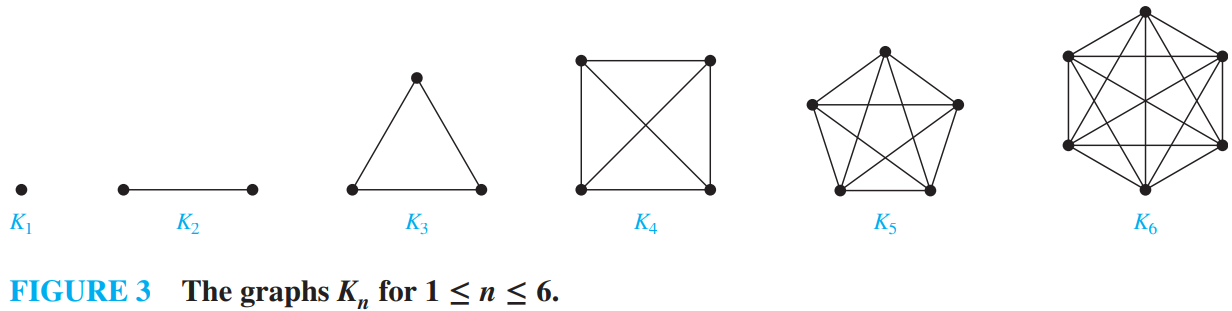 K₁ K₂ K₃ K₄ K₅ K₆
FIGURE 3 The graphs Kₙ for 1 ≤ n ≤ 6.